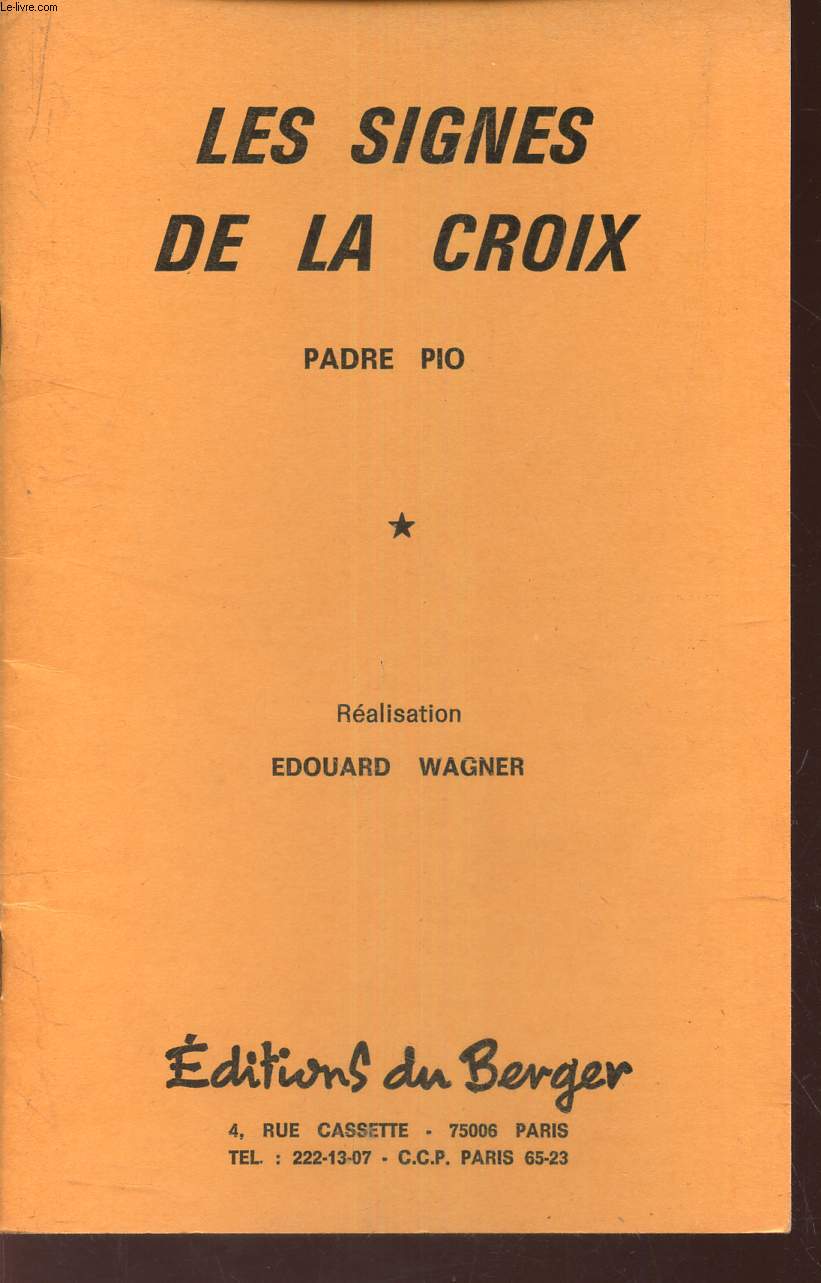 Le-livre.com
LES SIGNES
DE LA CROIX
PADRE PIO
Réalisation
EDOUARD WAGNER
Éditions du Berger
4, RUE CASSETTE - 75006 PARIS
TEL. : 222-13-07 - C.C.P. PARIS 65-23